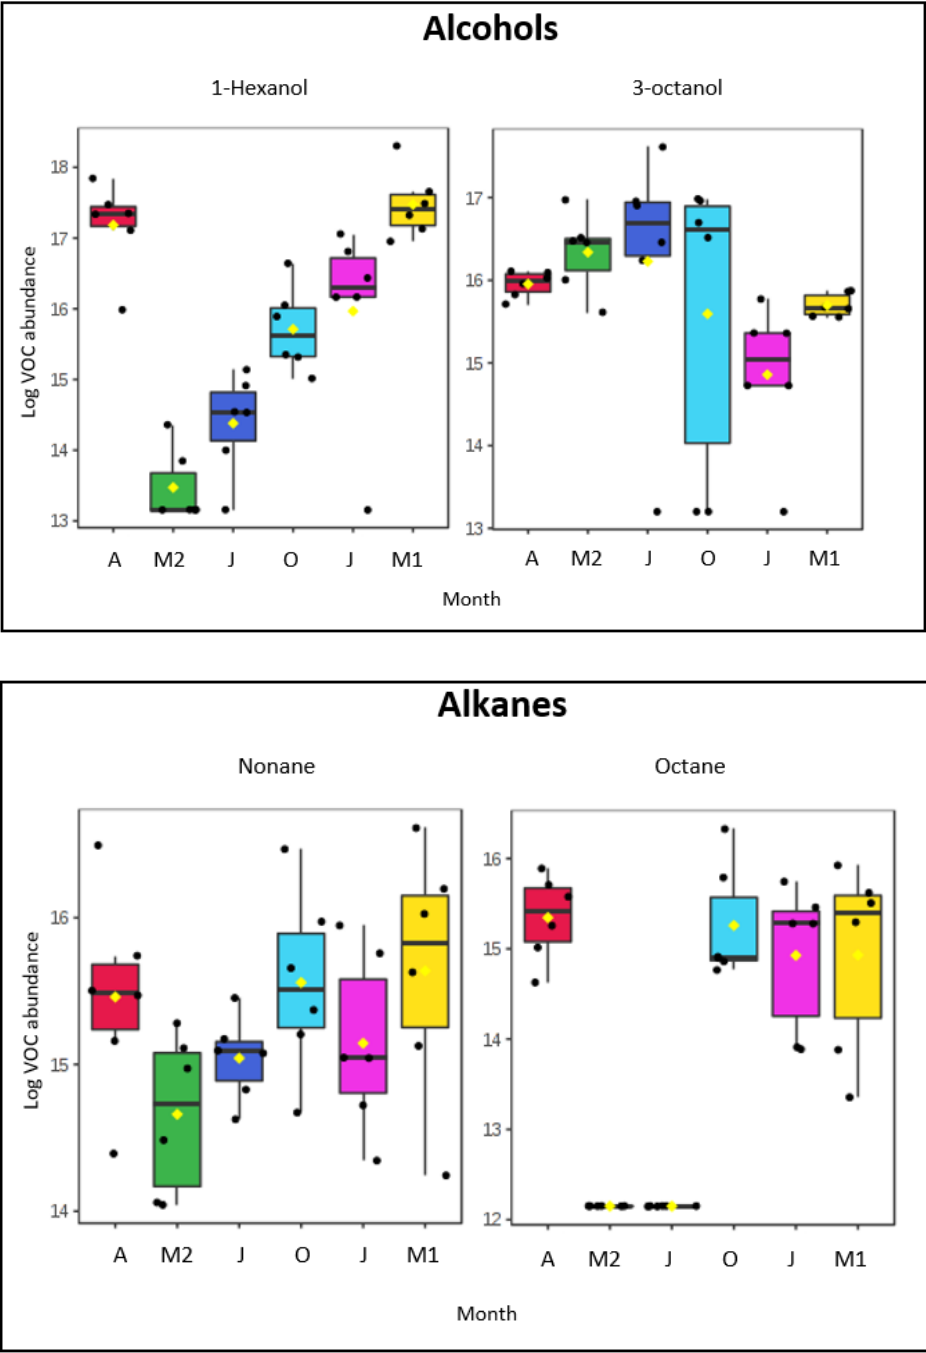 Alcohols
1-Hexanol 3-octanol
Log VOC abundance
18
17
16
15
14
13
A M2 J O J M1
17
16
15
14
13
A M2 J O J M1
Month
Alkanes
Nonane Octane
Log VOC abundance
16
15
14
A M2 J O J M1
16
15
14
13
12
A M2 J O J M1
Month